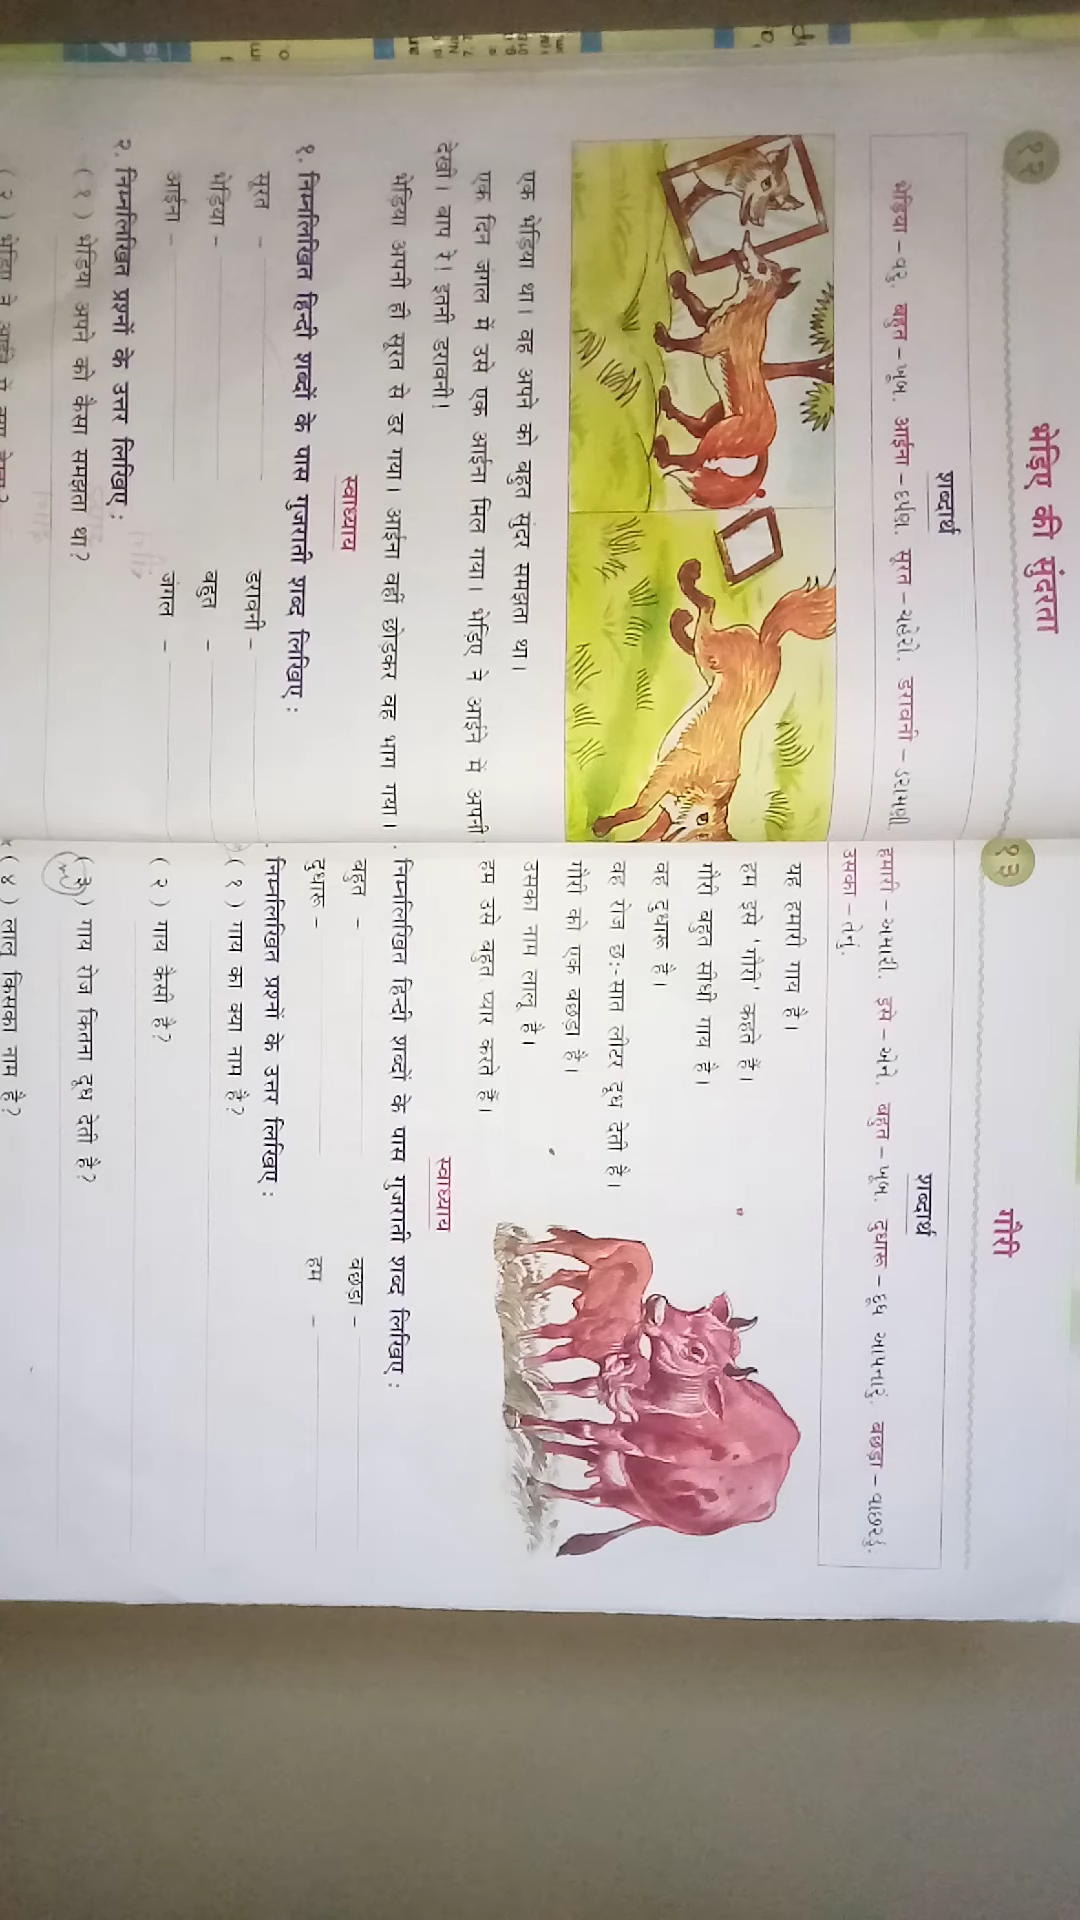 १२
भेडिए की सुंदरता
शब्दार्थ
भेडिया – વરુ. बहुत – ખૂબ. आईना – દર્પણ. सूरत – ચહેરો. डरावनी – ડરામણી
एक भेडिया था। वह अपने को बहुत सुंदर समझता था।
एक दिन जंगल में उसे एक आईना मिल गया। भेडिए ने आईने में अपनी
देखी। बाप रे! इतनी डरावनी!
भेडिया अपनी ही सूरत से डर गया। आईना वहीं छोड़कर वह भाग गया।
स्वाध्याय
१. निम्नलिखित हिन्दी शब्दों के पास गुजराती शब्द लिखिए :
सूरत – डरावनी –
भेडिया – बहुत –
आईना – जंगल –
२. निम्नलिखित प्रश्नों के उत्तर लिखिए :
( १ ) भेडिया अपने को कैसा समझता था?
( २ ) भेडिया ने आईने में क्या देखा?
१३
गौरी
शब्दार्थ
हमारी – અમારી. इसे – એને. बहुत – ખૂબ. दुधारू – દૂધ આપનારું. बछड़ा – વાછરડું.
उसका – તેનું.
यह हमारी गाय है।
हम इसे 'गौरी' कहते हैं।
गौरी बहुत सीधी गाय है।
वह दुधारू है।
वह रोज छः-सात लीटर दूध देती है।
गौरी को एक बछड़ा है।
उसका नाम लालू है।
हम उसे बहुत प्यार करते हैं।
स्वाध्याय
निम्नलिखित हिन्दी शब्दों के पास गुजराती शब्द लिखिए :
बहुत – बछड़ा –
दुधारू – हम –
निम्नलिखित प्रश्नों के उत्तर लिखिए :
( १ ) गाय का क्या नाम है?
( २ ) गाय कैसी है?
( ३ ) गाय रोज कितना दूध देती है?
( ४ ) लालू किसका नाम है?